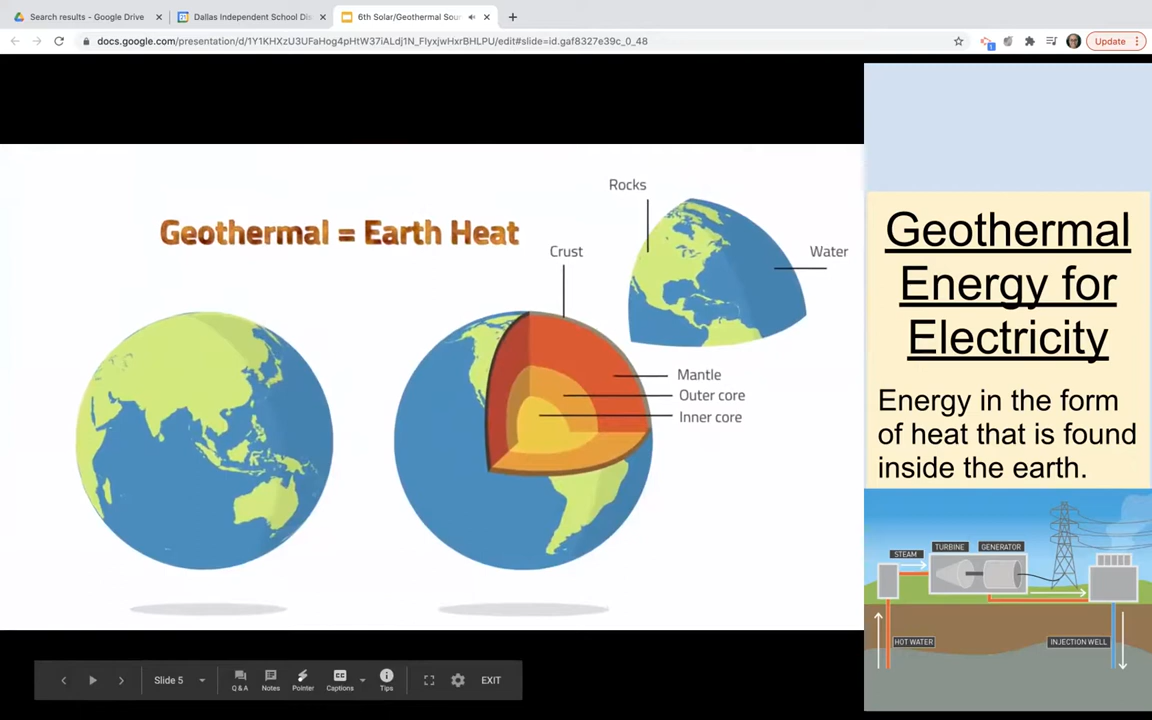 Search results - Google Drive
Dallas Independent School Di
6th Solar/Geothermal Sour
docs.google.com/presentation/d/1Y1KHXzU3UFaHog4pHtW37iALdj1N_FlyxjwHxrBHLPU/edit#slide=id.gaf8327e39c_0_48
Update
Geothermal = Earth Heat
Rocks
Crust
Water
Mantle
Outer core
Inner core
Geothermal
Energy for
Electricity
Energy in the form
of heat that is found
inside the earth.
STEAM
TURBINE
GENERATOR
HOT WATER
INJECTION WELL
Slide 5
Q & A
Notes
Pointer
CC
Captions
Tips
EXIT